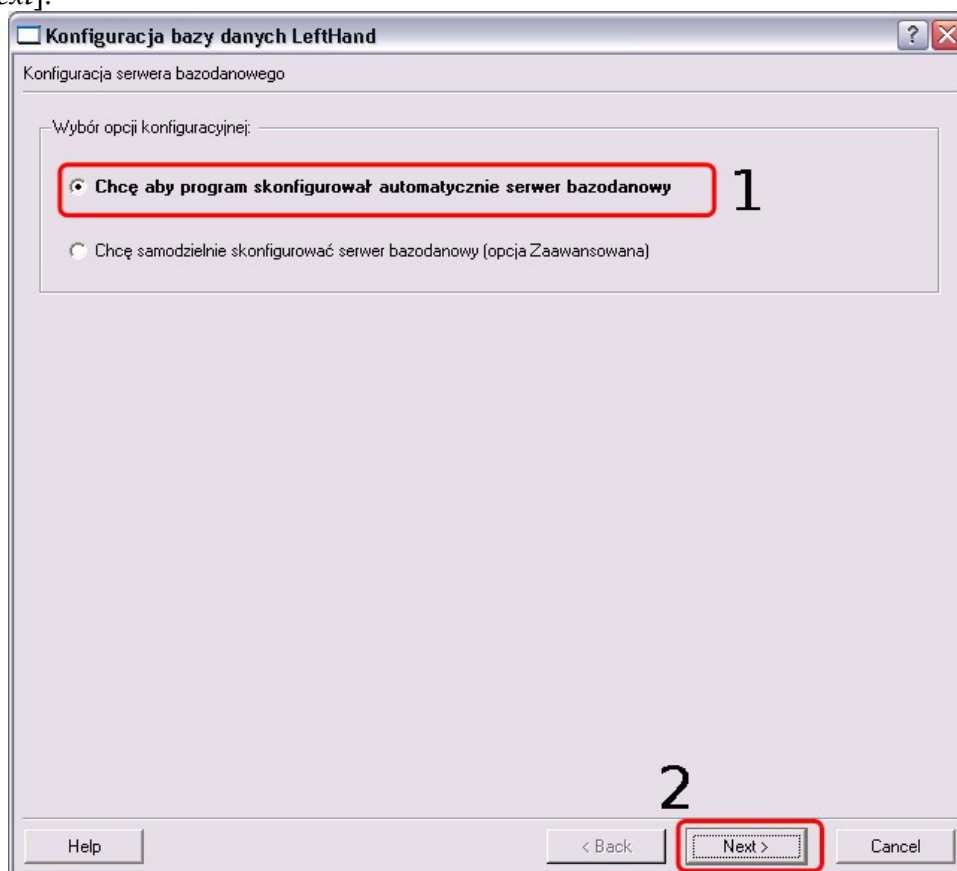 ext].
Konfiguracja bazy danych LeftHand
Konfiguracja serwera bazodanowego
Wybór opcji konfiguracyjnej:
Chcę aby program skonfigurował automatycznie serwer bazodanowy
1
Chcę samodzielnie skonfigurować serwer bazodanowy (opcja Zaawansowana)
2
Help
< Back
Next >
Cancel